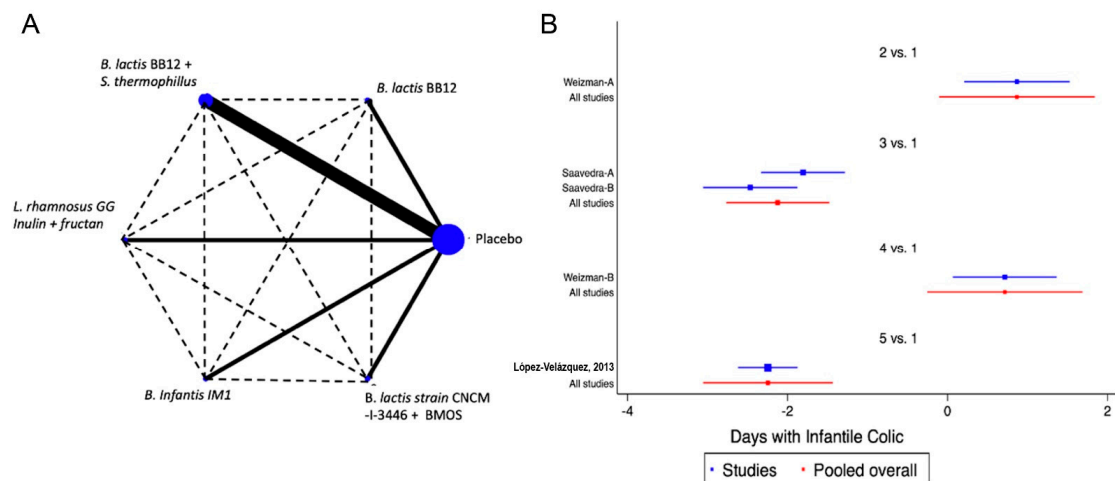 A
B. lactis BB12 +
S. thermophillus
B. lactis BB12
L. rhamnosus GG
Inulin + fructan
Placebo
B. Infantis IM1
B. lactis strain CNCM
-I-3446 + BMOS
B
2 vs. 1
Weizman-A
All studies
3 vs. 1
Saavedra-A
Saavedra-B
All studies
4 vs. 1
Weizman-B
All studies
5 vs. 1
López-Velázquez, 2013
All studies
-4 -2 0 2
Days with Infantile Colic
Studies Pooled overall